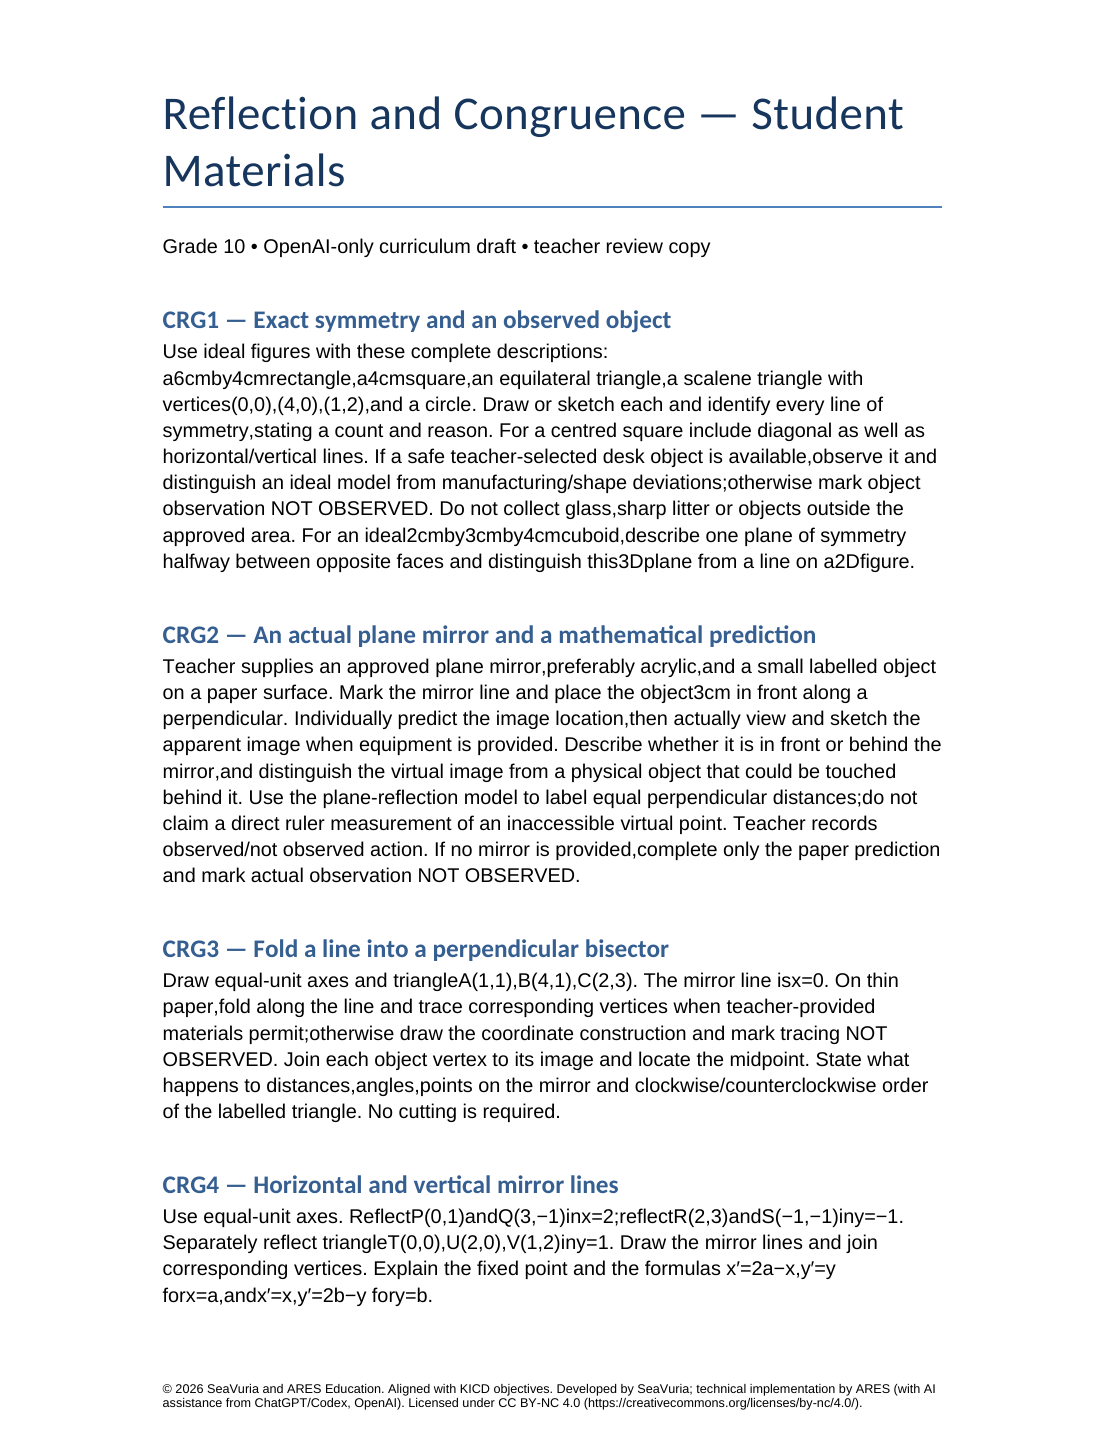 Reflection and Congruence — Student
Materials
Grade 10 • OpenAI-only curriculum draft • teacher review copy
CRG1 — Exact symmetry and an observed object
Use ideal figures with these complete descriptions:
a6cmby4cmrectangle,a4cmsquare,an equilateral triangle,a scalene triangle with
vertices(0,0),(4,0),(1,2),and a circle. Draw or sketch each and identify every line of
symmetry,stating a count and reason. For a centred square include diagonal as well as
horizontal/vertical lines. If a safe teacher-selected desk object is available,observe it and
distinguish an ideal model from manufacturing/shape deviations;otherwise mark object
observation NOT OBSERVED. Do not collect glass,sharp litter or objects outside the
approved area. For an ideal2cmby3cmby4cmcuboid,describe one plane of symmetry
halfway between opposite faces and distinguish this3Dplane from a line on a2Dfigure.
CRG2 — An actual plane mirror and a mathematical prediction
Teacher supplies an approved plane mirror,preferably acrylic,and a small labelled object
on a paper surface. Mark the mirror line and place the object3cm in front along a
perpendicular. Individually predict the image location,then actually view and sketch the
apparent image when equipment is provided. Describe whether it is in front or behind the
mirror,and distinguish the virtual image from a physical object that could be touched
behind it. Use the plane-reflection model to label equal perpendicular distances;do not
claim a direct ruler measurement of an inaccessible virtual point. Teacher records
observed/not observed action. If no mirror is provided,complete only the paper prediction
and mark actual observation NOT OBSERVED.
CRG3 — Fold a line into a perpendicular bisector
Draw equal-unit axes and triangleA(1,1),B(4,1),C(2,3). The mirror line isx=0. On thin
paper,fold along the line and trace corresponding vertices when teacher-provided
materials permit;otherwise draw the coordinate construction and mark tracing NOT
OBSERVED. Join each object vertex to its image and locate the midpoint. State what
happens to distances,angles,points on the mirror and clockwise/counterclockwise order
of the labelled triangle. No cutting is required.
CRG4 — Horizontal and vertical mirror lines
Use equal-unit axes. ReflectP(0,1)andQ(3,−1)inx=2;reflectR(2,3)andS(−1,−1)iny=−1.
Separately reflect triangleT(0,0),U(2,0),V(1,2)iny=1. Draw the mirror lines and join
corresponding vertices. Explain the fixed point and the formulas x′=2a−x,y′=y
forx=a,andx′=x,y′=2b−y fory=b.
© 2026 SeaVuria and ARES Education. Aligned with KICD objectives. Developed by SeaVuria; technical implementation by ARES (with AI
assistance from ChatGPT/Codex, OpenAI). Licensed under CC BY-NC 4.0 (https://creativecommons.org/licenses/by-nc/4.0/).